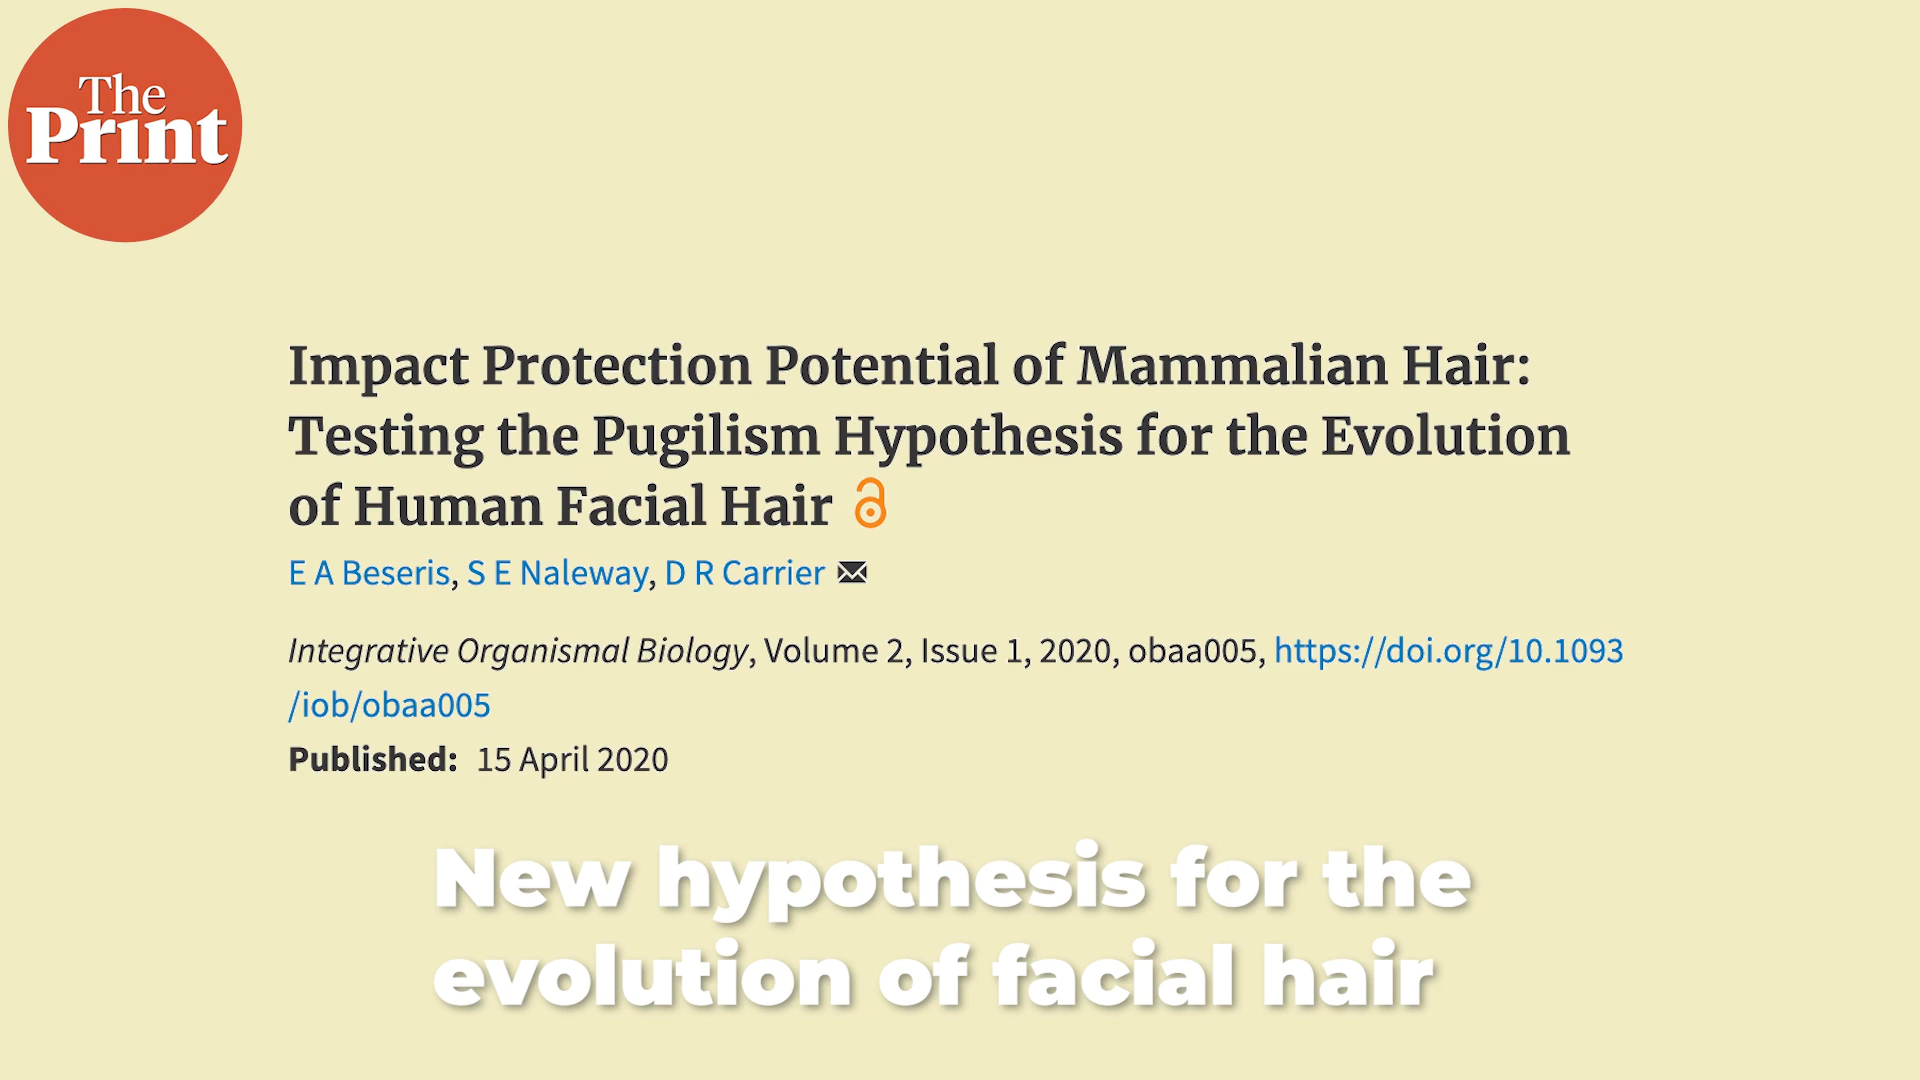 The
Print
Impact Protection Potential of Mammalian Hair:
Testing the Pugilism Hypothesis for the Evolution
of Human Facial Hair
E A Beseris, S E Naleway, D R Carrier
Integrative Organismal Biology, Volume 2, Issue 1, 2020, obaa005, https://doi.org/10.1093
/iob/obaa005
Published: 15 April 2020
New hypothesis for the
evolution of facial hair